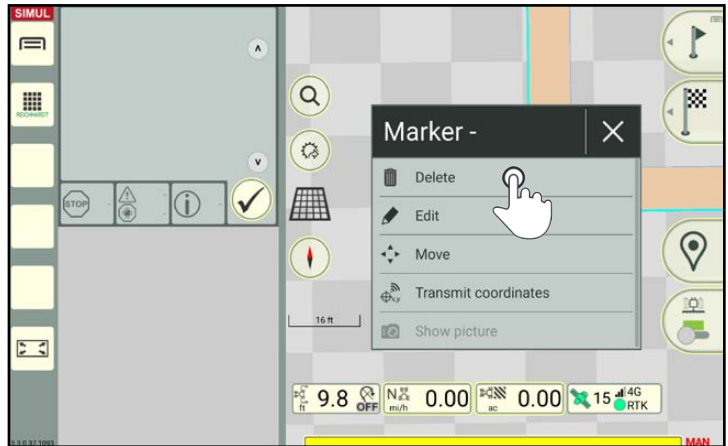 SIMUL
REICHHARDT
STOP
Marker -
Delete
Edit
Move
Transmit coordinates
x,y
Show picture
16 ft
ft 9.8 OFF
N mi/h 0.00
ac 0.00
15 4G RTK
MAN